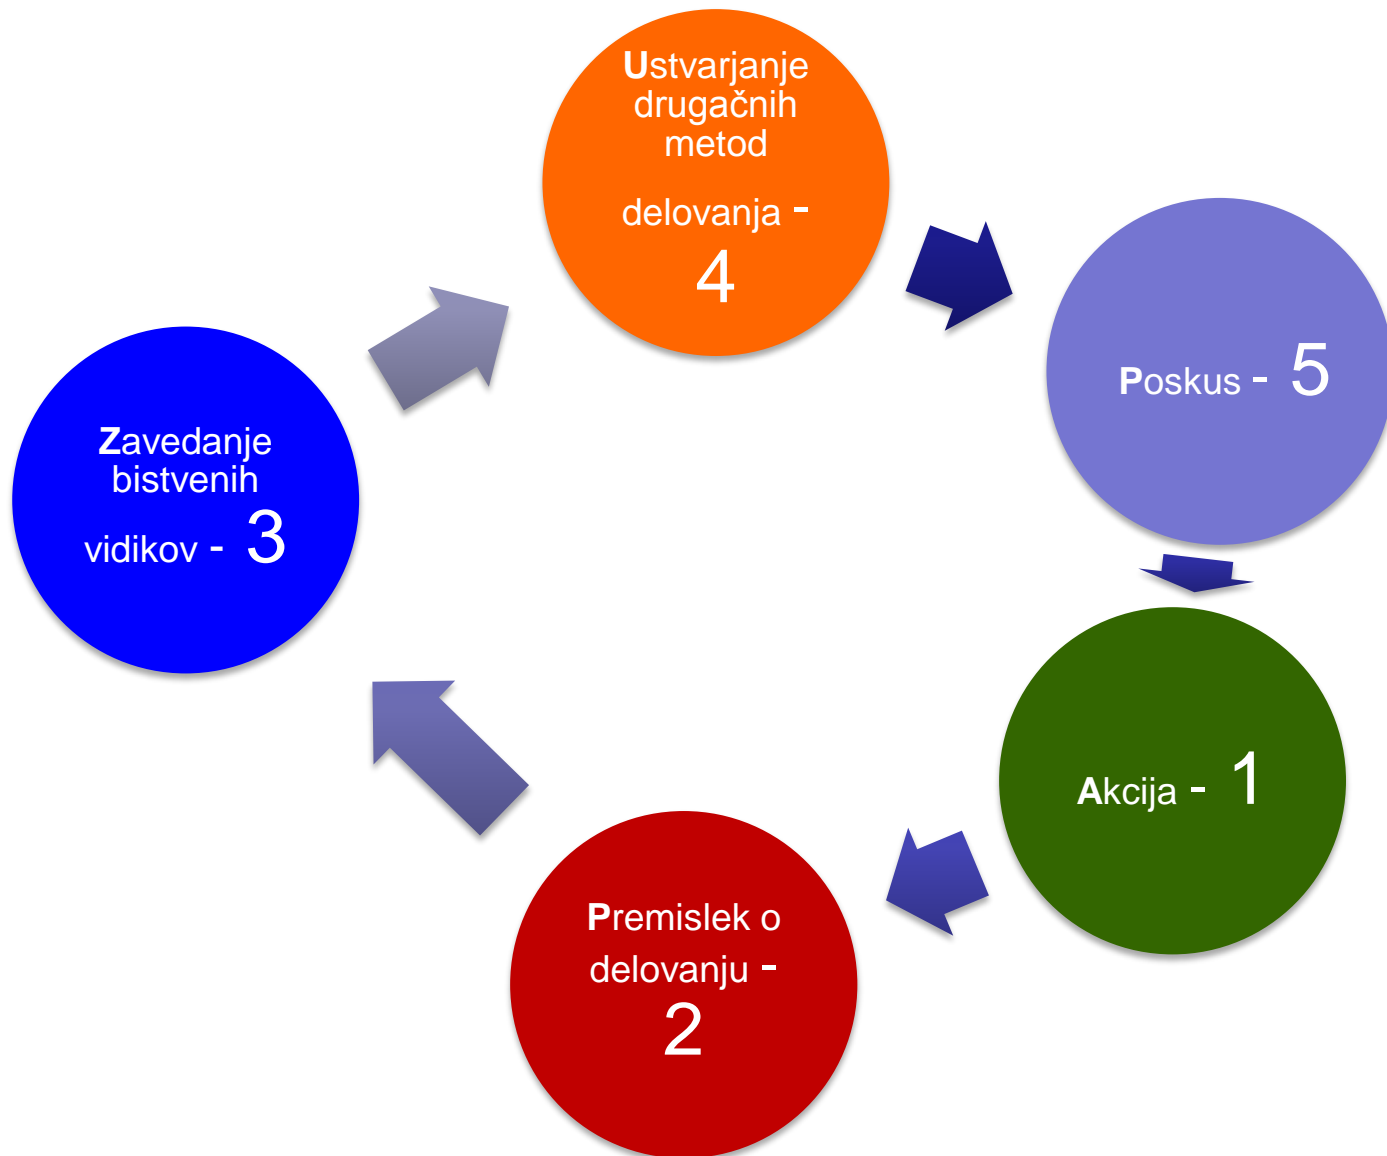 Ustvarjanje
drugačnih
metod
delovanja -
4
Poskus - 5
Zavedanje
bistvenih
vidikov - 3
Akcija - 1
Premislek o
delovanju -
2